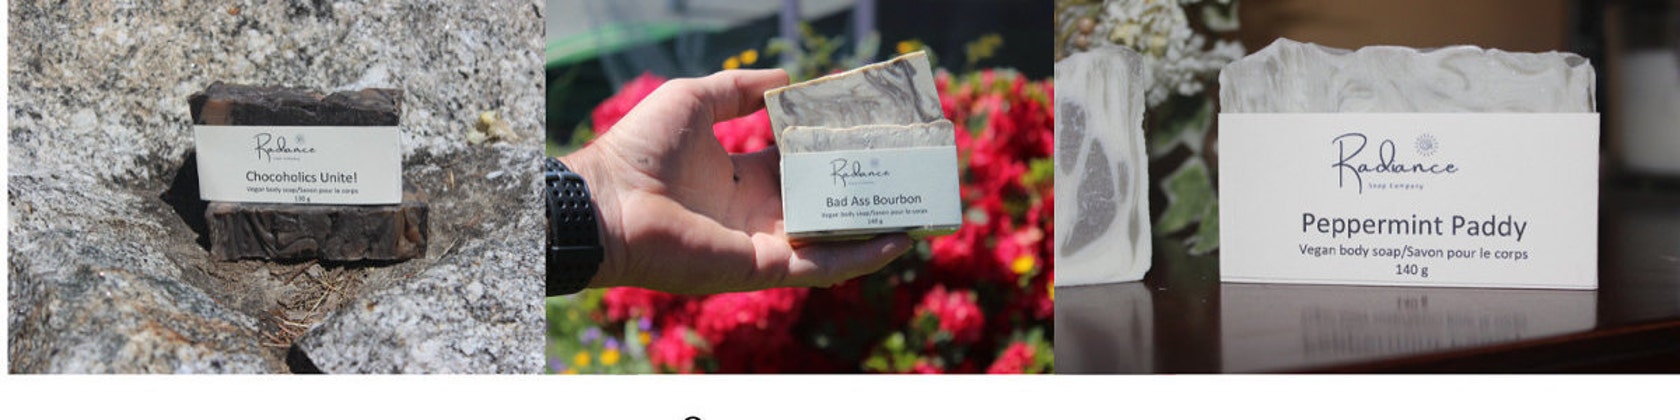 Radiance
Chocoholics Unite!
Vegan body soap/Savon pour le corps
130 g
Radiance
Bad Ass Bourbon
Vegan body soap/Savon pour le corps
140 g
Radiance
Soap Company
Peppermint Paddy
Vegan body soap/Savon pour le corps
140 g